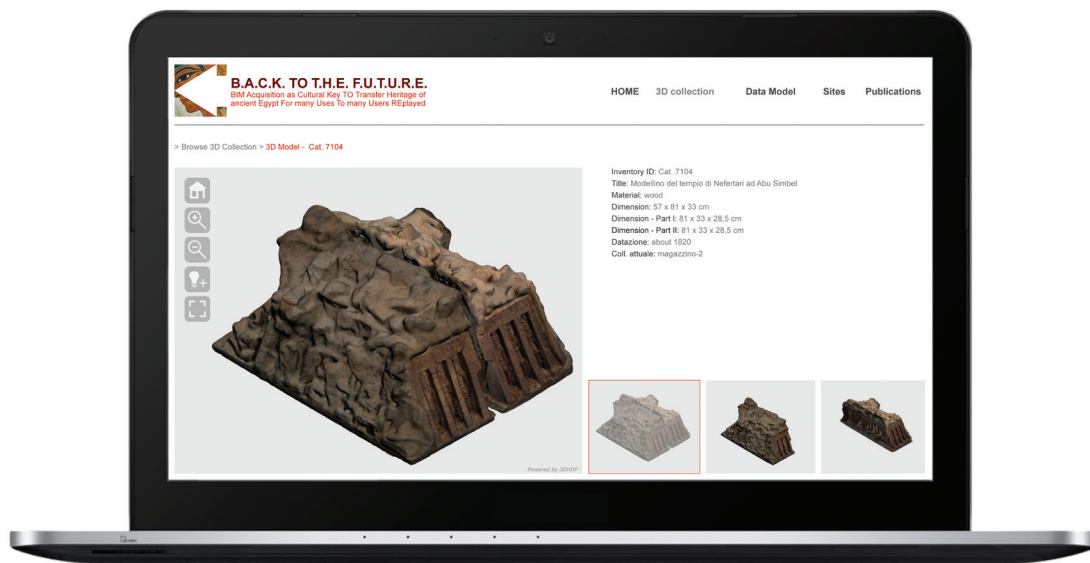 B.A.C.K. TO T.H.E. F.U.T.U.R.E.
BIM Acquisition as Cultural Key TO Transfer Heritage of
ancient Egypt For many Uses To many Users REplayed
HOME 3D collection Data Model Sites Publications
> Browse 3D Collection > 3D Model - Cat. 7104
Inventory ID: Cat. 7104
Title: Modellino del tempio di Nefertari ad Abu Simbel
Material: wood
Dimension: 57 x 81 x 33 cm
Dimension - Part I: 81 x 33 x 28,5 cm
Dimension - Part II: 81 x 33 x 28,5 cm
Datazione: about 1820
Coll. attuale: magazzino-2
Powered by 3DHOP